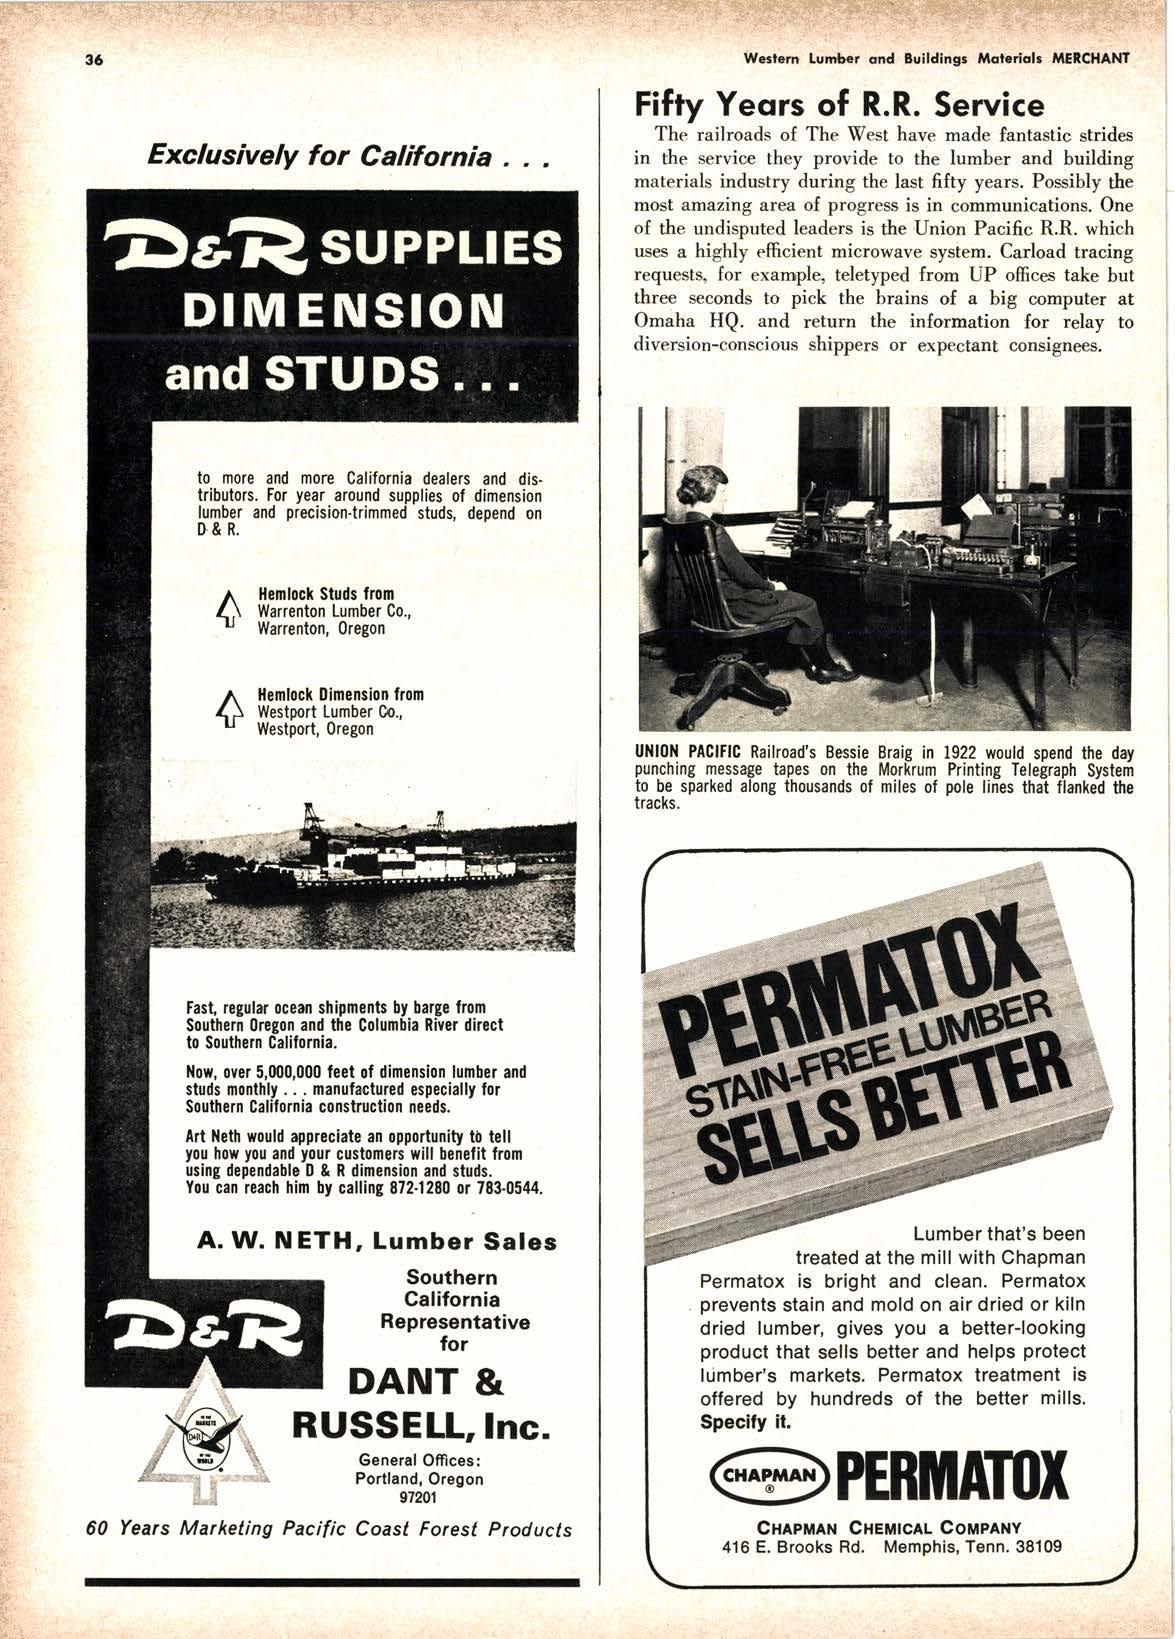 36
Western Lumber and Buildings Materials MERCHANT
Exclusively for California . . .
D&R SUPPLIES
DIMENSION
and STUDS . . .
to more and more California dealers and dis-
tributors. For year around supplies of dimension
lumber and precision-trimmed studs, depend on
D & R.
Hemlock Studs from
Warrenton Lumber Co.,
Warrenton, Oregon
Hemlock Dimension from
Westport Lumber Co.,
Westport, Oregon
Fast, regular ocean shipments by barge from
Southern Oregon and the Columbia River direct
to Southern California.
Now, over 5,000,000 feet of dimension lumber and
studs monthly . . . manufactured especially for
Southern California construction needs.
Art Neth would appreciate an opportunity to tell
you how you and your customers will benefit from
using dependable D & R dimension and studs.
You can reach him by calling 872-1280 or 783-0544.
A. W. NETH, Lumber Sales
Southern
California
Representative
for
D&R
DANT &
RUSSELL, Inc.
IN THE
MARKETS
D&R
OF THE
WORLD
General Offices:
Portland, Oregon
97201
60 Years Marketing Pacific Coast Forest Products
Fifty Years of R.R. Service
The railroads of The West have made fantastic strides
in the service they provide to the lumber and building
materials industry during the last fifty years. Possibly the
most amazing area of progress is in communications. One
of the undisputed leaders is the Union Pacific R.R. which
uses a highly efficient microwave system. Carload tracing
requests, for example, teletyped from UP offices take but
three seconds to pick the brains of a big computer at
Omaha HQ. and return the information for relay to
diversion-conscious shippers or expectant consignees.
UNION PACIFIC Railroad's Bessie Braig in 1922 would spend the day
punching message tapes on the Morkrum Printing Telegraph System
to be sparked along thousands of miles of pole lines that flanked the
tracks.
PERMATOX
STAIN-FREE LUMBER
SELLS BETTER
Lumber that's been
treated at the mill with Chapman
Permatox is bright and clean. Permatox
prevents stain and mold on air dried or kiln
dried lumber, gives you a better-looking
product that sells better and helps protect
lumber's markets. Permatox treatment is
offered by hundreds of the better mills.
Specify it.
CHAPMAN ® PERMATOX
CHAPMAN CHEMICAL COMPANY
416 E. Brooks Rd. Memphis, Tenn. 38109